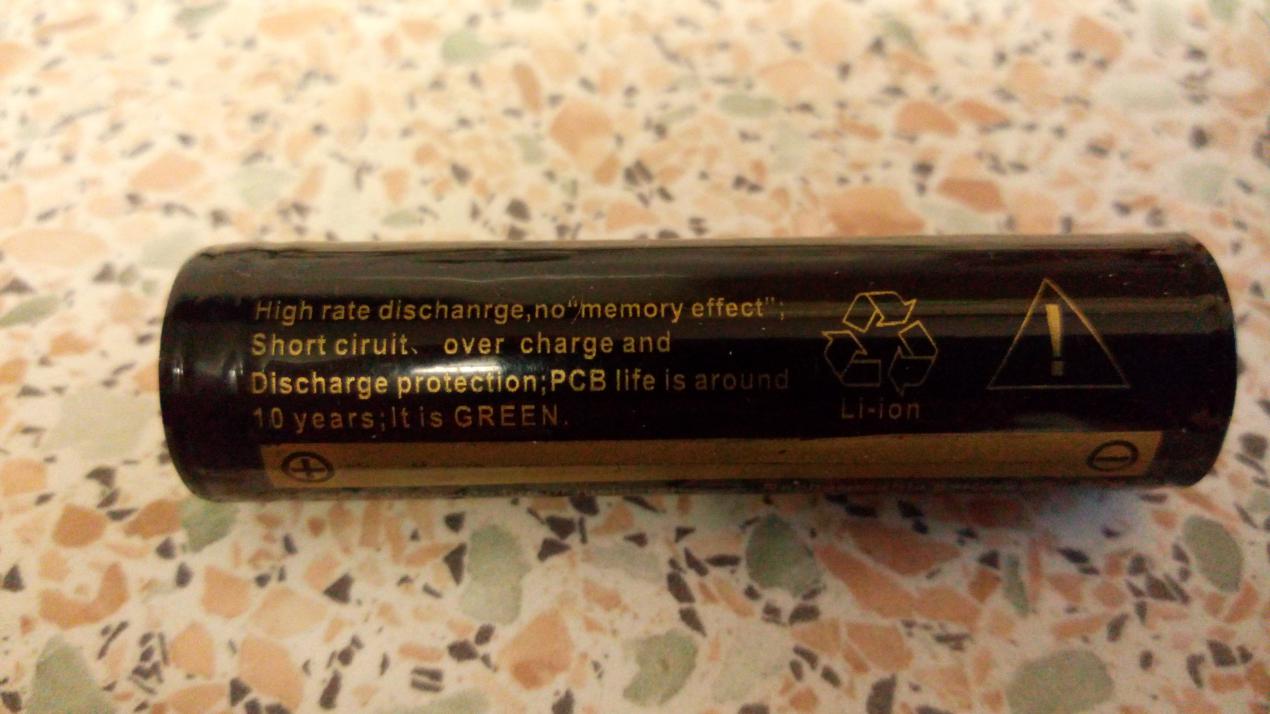 High rate dischanrge,no“memory effect”;
Short ciruit、 over charge and
Discharge protection;PCB life is around
10 years;It is GREEN.
Li-ion